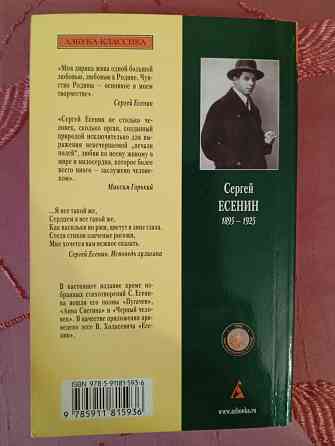 АЗБУКА-КЛАССИКА
«Моя лирика жива одной большой
любовью, любовью к Родине. Чув-
ство Родины — основное в моем
творчестве».
Сергей Есенин
«Сергей Есенин не столько че-
ловек, сколько орган, созданный
природой исключительно для вы-
ражения неисчерпаемой „печали
полей“, любви ко всему живому в
мире и милосердия, которое более
всего иного — заслужено челове-
ком».
Максим Горький
...Я все такой же,
Сердцем я все такой же,
Как васильки во ржи, цветут в лице глаза.
Стеля стихов злаченые рогожи,
Мне хочется вам нежное сказать.
Сергей Есенин. Исповедь хулигана
В настоящее издание кроме из-
бранных стихотворений С. Есени-
на вошли его поэмы «Пугачев»,
«Анна Снегина» и «Черный чело-
век». В качестве приложения при-
ведено эссе В. Ходасевича «Есе-
нин».
Сергей
ЕСЕНИН
1895 – 1925
ISBN 978-5-91181-593-6
9 785911 815936
www.azbooka.ru